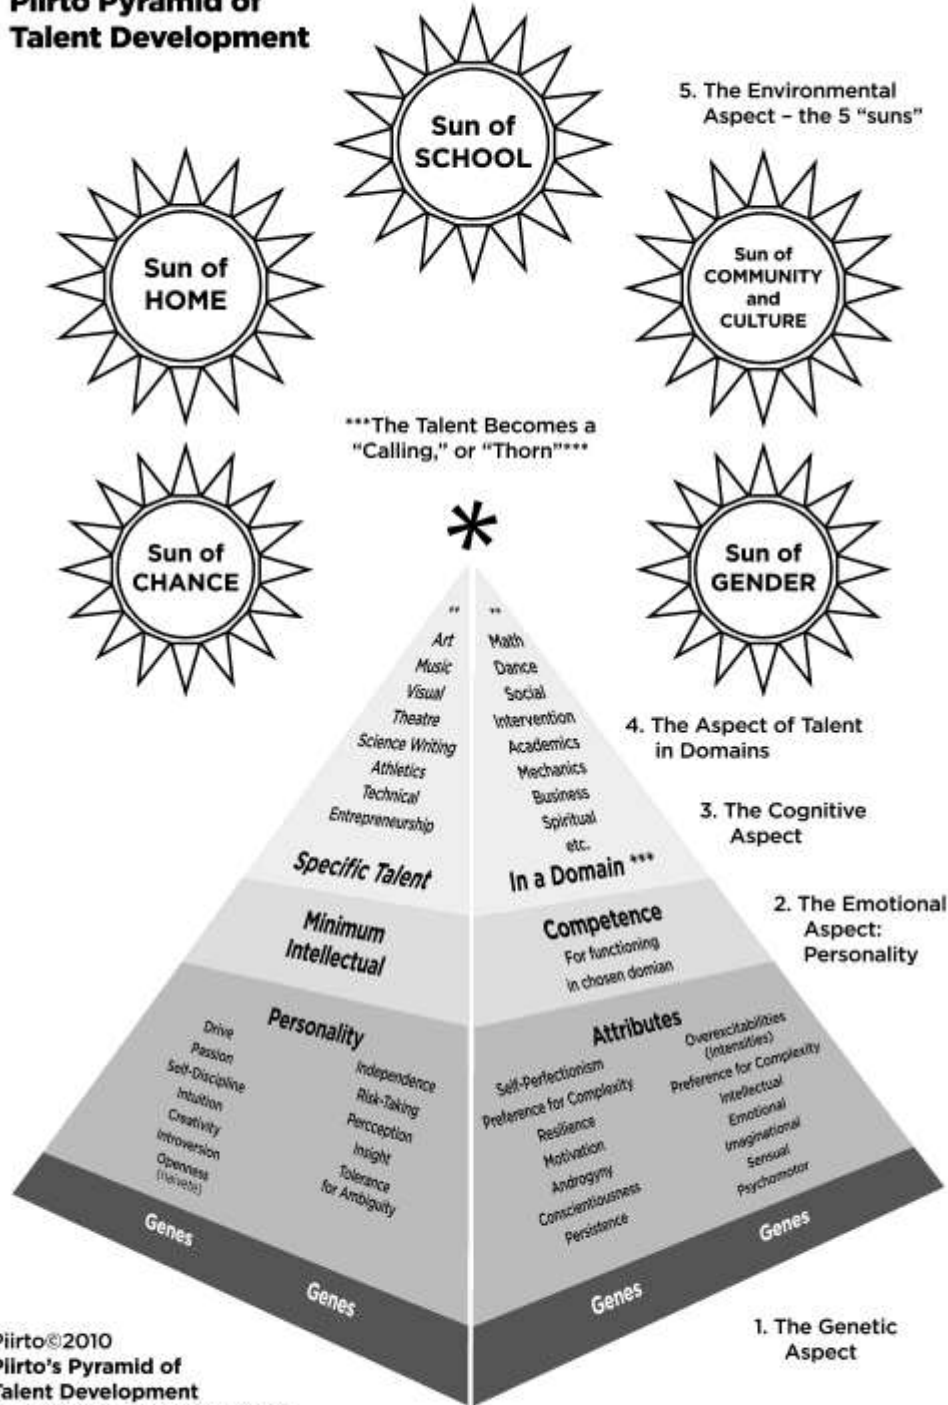 Piirto Pyramid of
Talent Development
Sun of
SCHOOL
5. The Environmental
Aspect – the 5 “suns”
Sun of
HOME
Sun of
COMMUNITY
and
CULTURE
***The Talent Becomes a
“Calling,” or “Thorn”***
*
Sun of
CHANCE
Sun of
GENDER
” ”
Art
Music
Visual
Theatre
Science Writing
Athletics
Technical
Entrepreneurship
Specific Talent
Math
Dance
Social
Intervention
Academics
Mechanics
Business
Spiritual
etc.
In a Domain ***
4. The Aspect of Talent
in Domains
3. The Cognitive
Aspect
Minimum
Intellectual
Competence
For functioning
in chosen domian
2. The Emotional
Aspect:
Personality
Personality
Drive
Passion
Self-Discipline
Intuition
Creativity
Introversion
Openness
(naivete)
Independence
Risk-Taking
Percception
Insight
Tolerance
for Ambiguity
Attributes
Self-Perfectionism
Preference for Complexity
Resilience
Motivation
Androgyny
Conscientiousness
Persistence
Overexcitabilities
(Intensities)
Preference for Complexity
Intellectual
Emotional
Imaginational
Sensual
Psychomotor
Genes
Genes
Genes
Genes
1. The Genetic
Aspect
Piirto©2010
Piirto’s Pyramid of
Talent Development